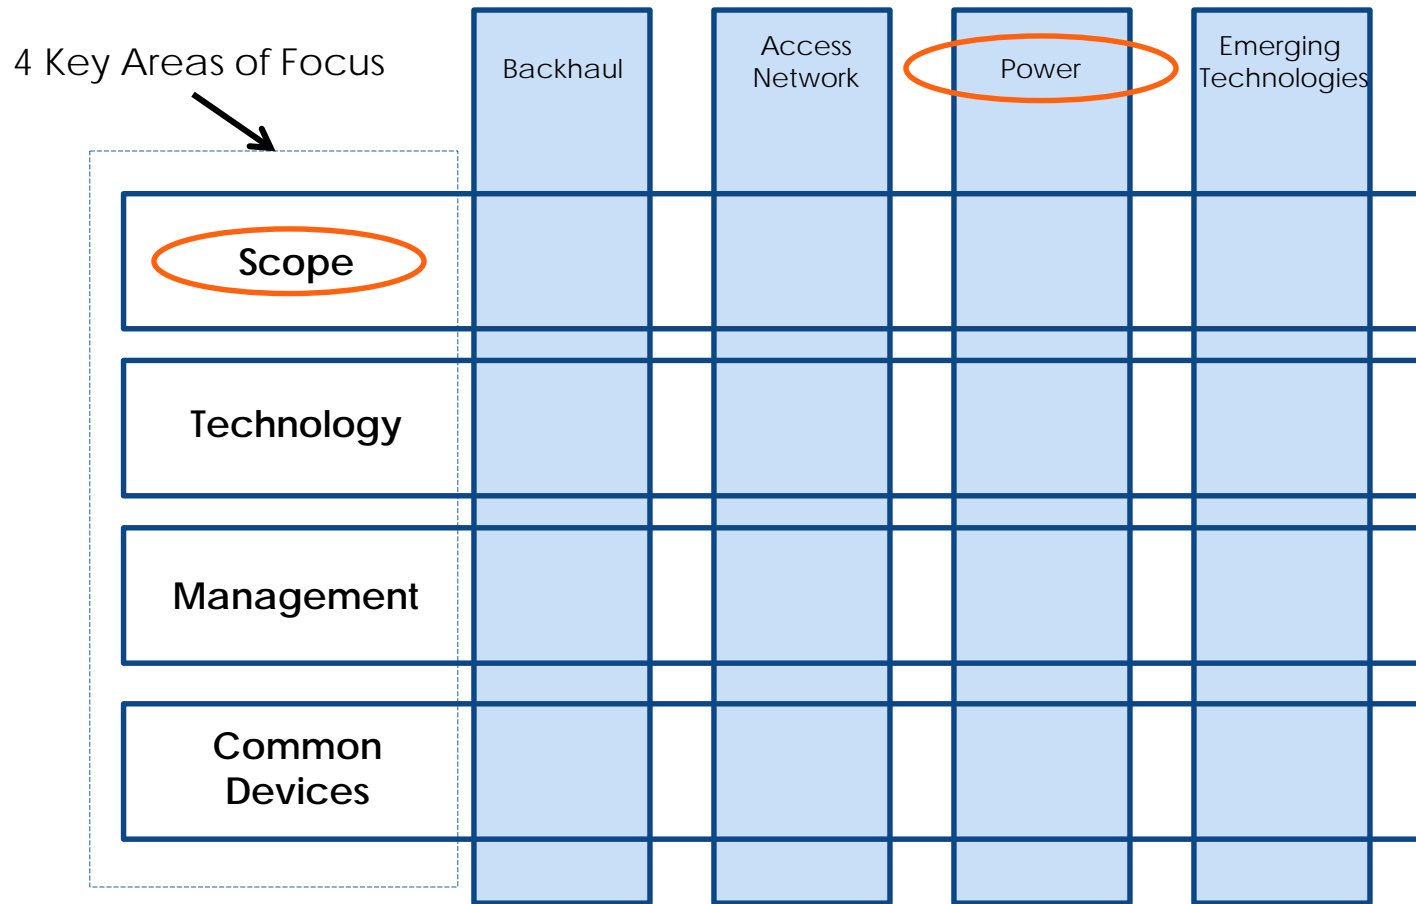 4 Key Areas of Focus
Backhaul
Access
Network
Power
Emerging
Technologies
Scope
Technology
Management
Common
Devices